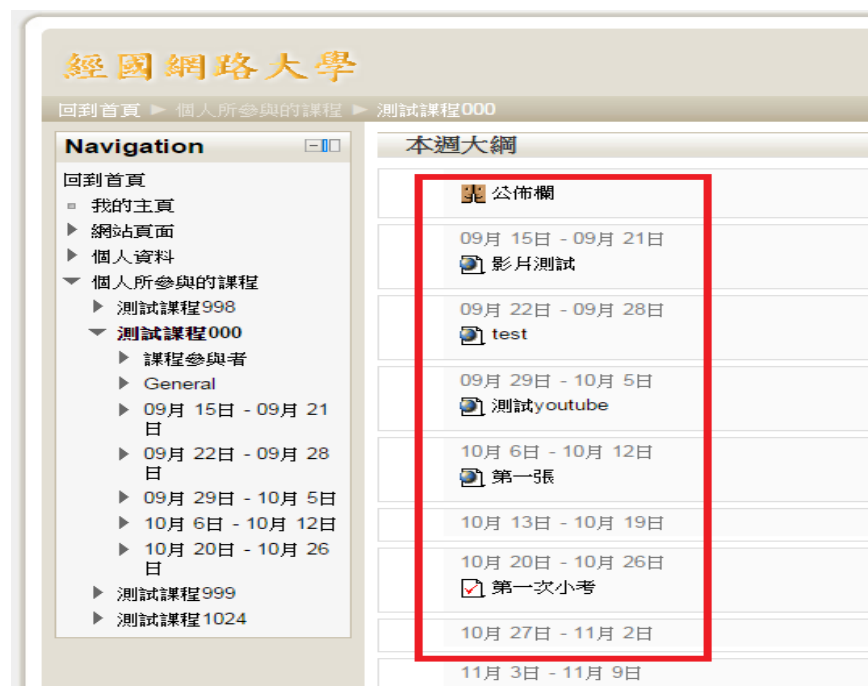 經國網路大學
回到首頁 ► 個人所參與的課程 ► 測試課程000
Navigation
回到首頁
我的主頁
網站頁面
個人資料
個人所參與的課程
測試課程998
測試課程000
課程參與者
General
09月 15日 - 09月 21
日
09月 22日 - 09月 28
日
09月 29日 - 10月 5日
10月 6日 - 10月 12日
10月 20日 - 10月 26
日
測試課程999
測試課程1024
本週大綱
公佈欄
09月 15日 - 09月 21日
影片測試
09月 22日 - 09月 28日
test
09月 29日 - 10月 5日
測試youtube
10月 6日 - 10月 12日
第一張
10月 13日 - 10月 19日
10月 20日 - 10月 26日
第一次小考
10月 27日 - 11月 2日
11月 3日 - 11月 9日